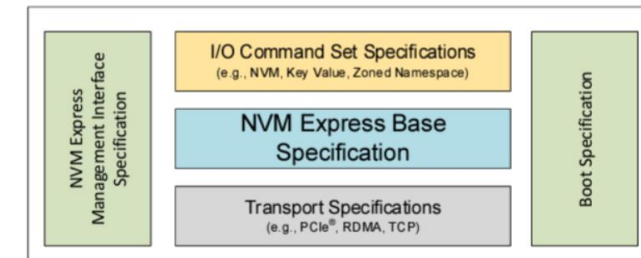 NVM Express
Management Interface
Specification
I/O Command Set Specifications
(e.g., NVM, Key Value, Zoned Namespace)
NVM Express Base
Specification
Transport Specifications
(e.g., PCIe®, RDMA, TCP)
Boot Specification